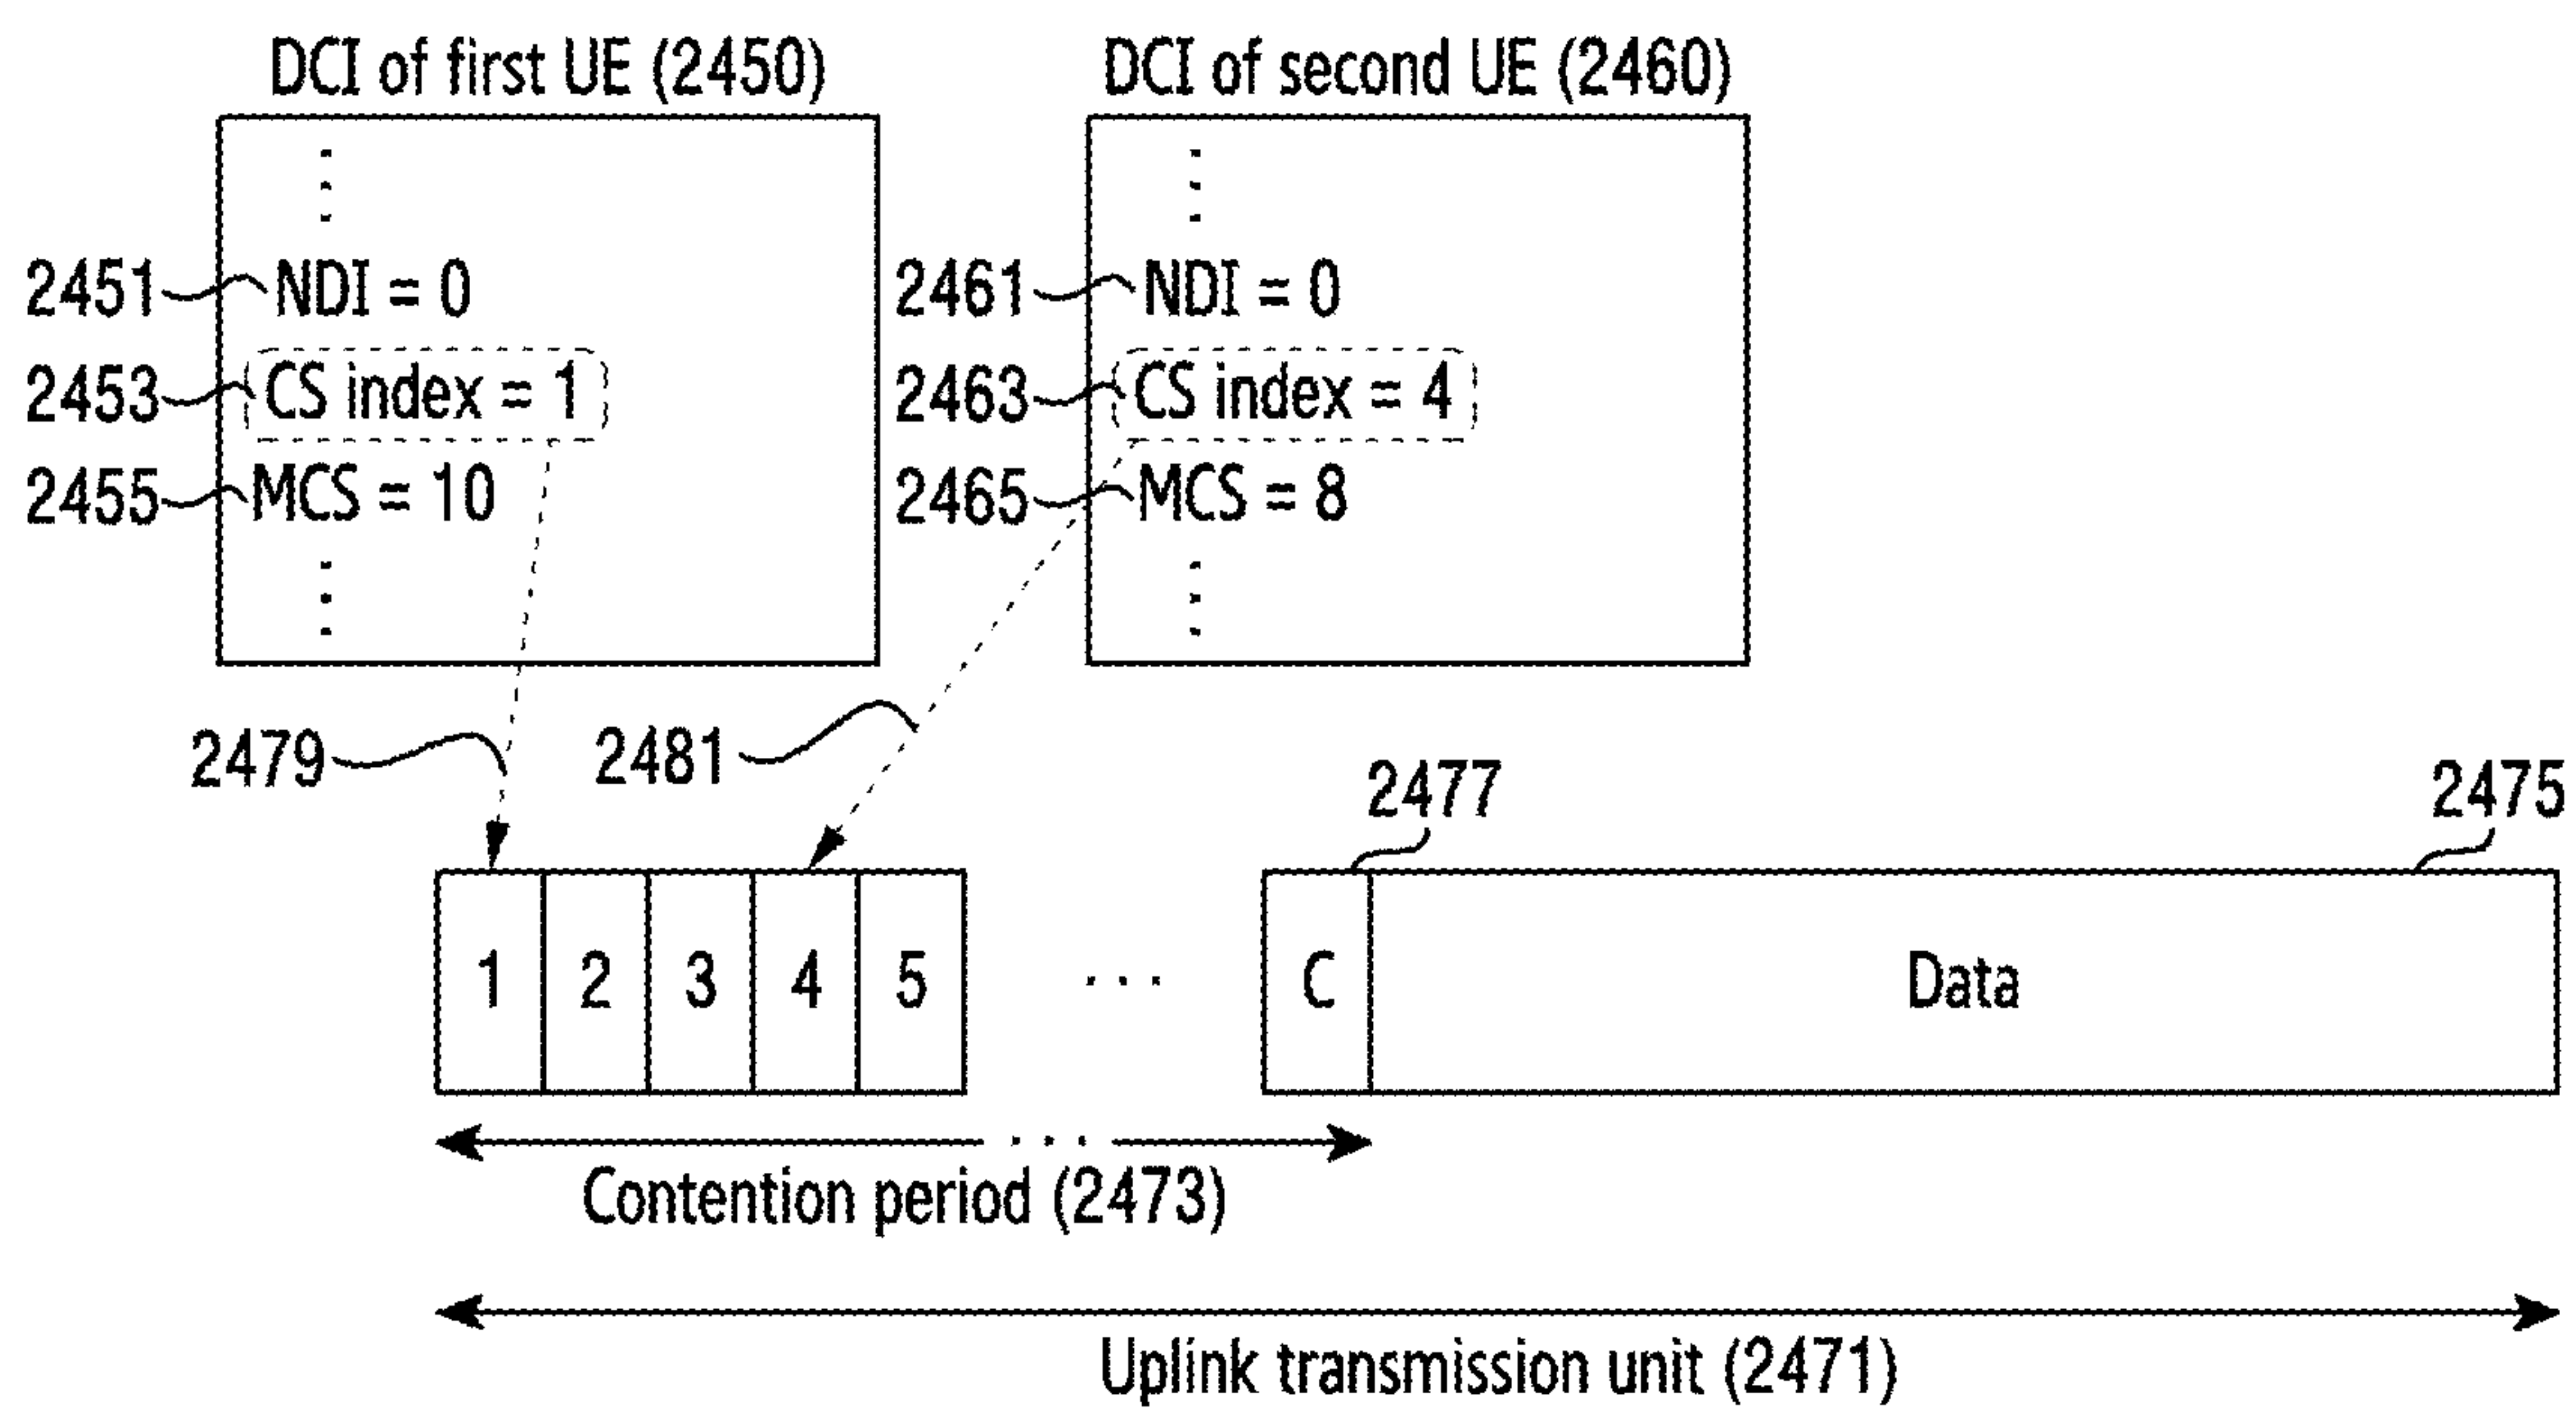 DCI of first UE (2450)
DCI of second UE (2460)
2451 NDI = 0
2461 NDI = 0
2453 CS index = 1
2463 CS index = 4
2455 MCS = 10
2465 MCS = 8
2479
2481
2477
2475
1 2 3 4 5 ... C Data
Contention period (2473)
Uplink transmission unit (2471)